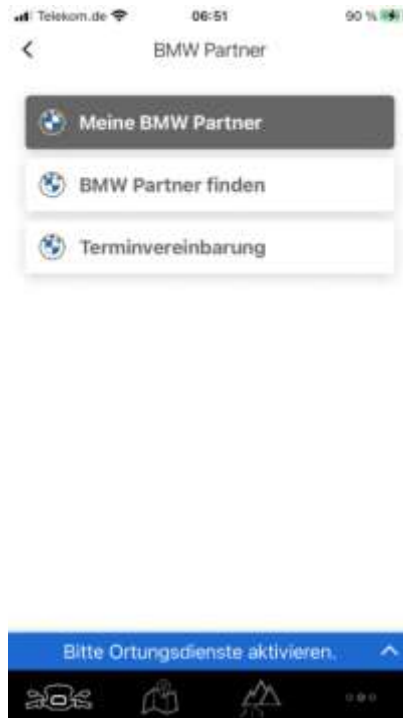 Telekom.de 06:51 90 %
BMW Partner
Meine BMW Partner
BMW Partner finden
Terminvereinbarung
Bitte Ortungsdienste aktivieren.